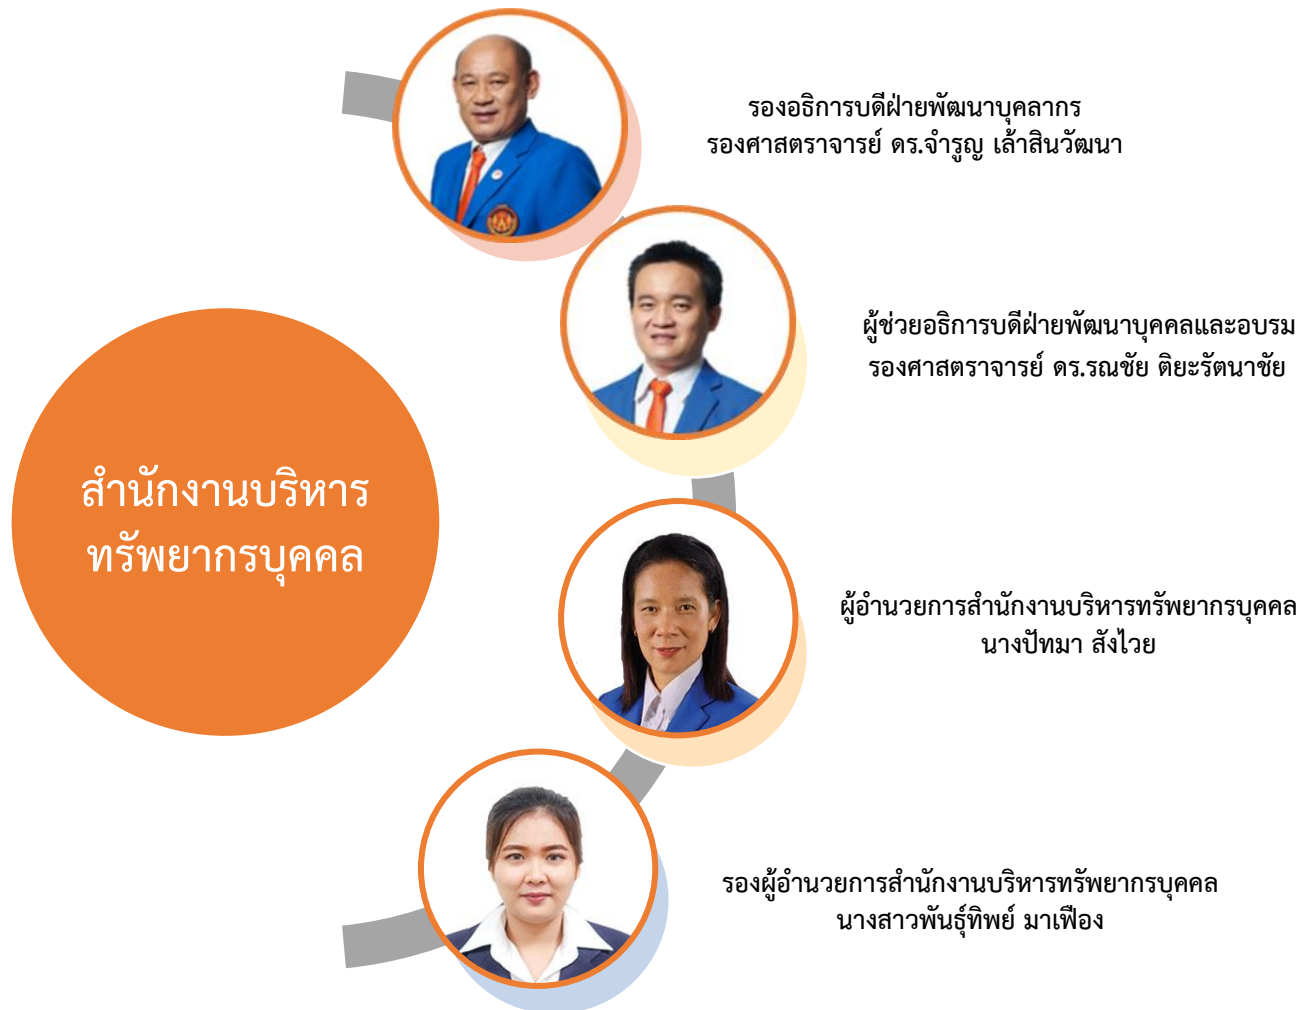 รองอธิการบดีฝ่ายพัฒนาบุคลากร
รองศาสตราจารย์ ดร.จำรูญ เล้าสินวัฒนา
ผู้ช่วยอธิการบดีฝ่ายพัฒนาบุคคลและอบรม
รองศาสตราจารย์ ดร.รณชัย ติยะรัตนาชัย
สำนักงานบริหาร
ทรัพยากรบุคคล
ผู้อำนวยการสำนักงานบริหารทรัพยากรบุคคล
นางปัทมา สังไวย
รองผู้อำนวยการสำนักงานบริหารทรัพยากรบุคคล
นางสาวพันธุ์ทิพย์ มาเฟือง